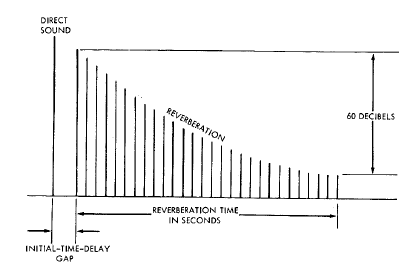 DIRECT
SOUND
REVERBERATION
60 DECIBELS
REVERBERATION TIME
IN SECONDS
INITIAL-TIME-DELAY
GAP